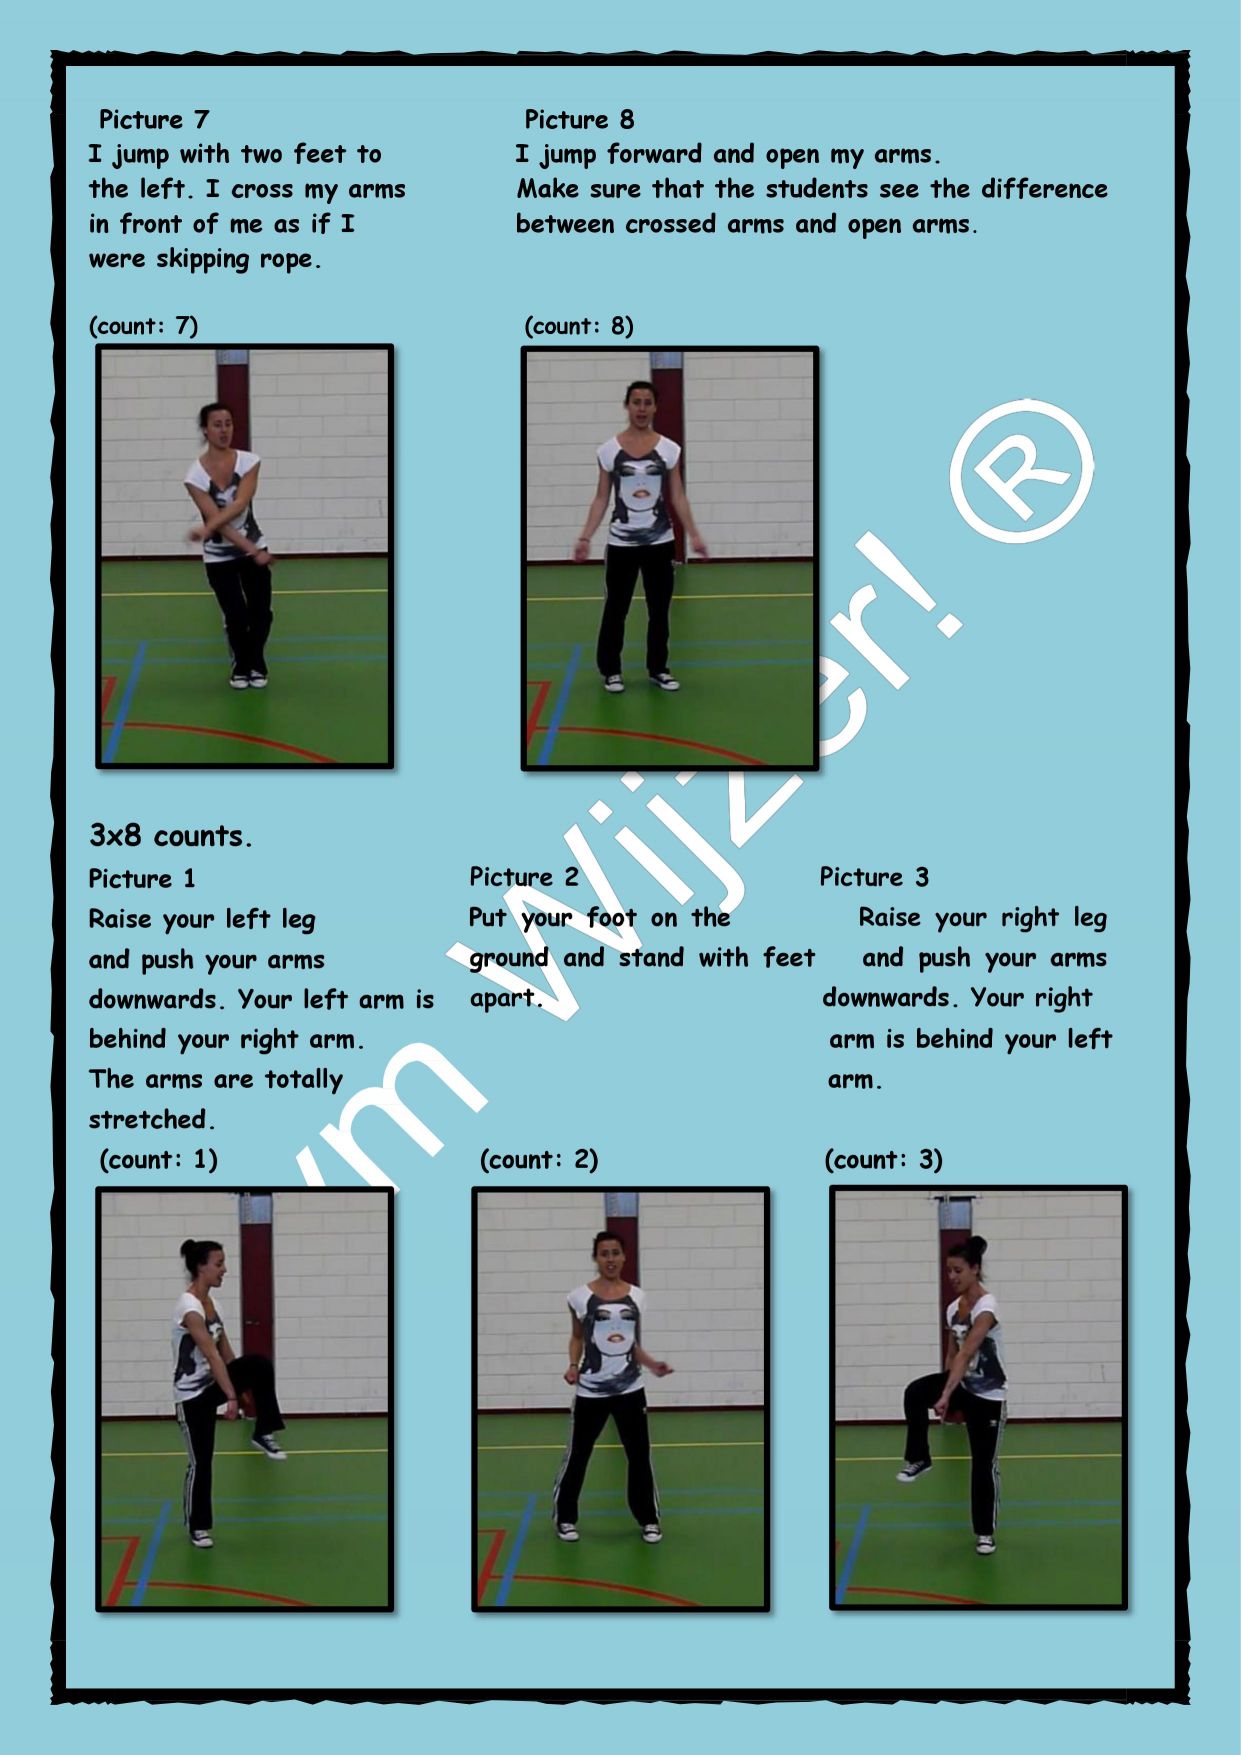 Picture 7
I jump with two feet to
the left. I cross my arms
in front of me as if I
were skipping rope.
(count: 7)
Picture 8
I jump forward and open my arms.
Make sure that the students see the difference
between crossed arms and open arms.
(count: 8)
3x8 counts.
Picture 1
Raise your left leg
and push your arms
downwards. Your left arm is
behind your right arm.
The arms are totally
stretched.
(count: 1)
Picture 2
Put your foot on the
ground and stand with feet
apart.
(count: 2)
Picture 3
Raise your right leg
and push your arms
downwards. Your right
arm is behind your left
arm.
(count: 3)
wijzer! ®